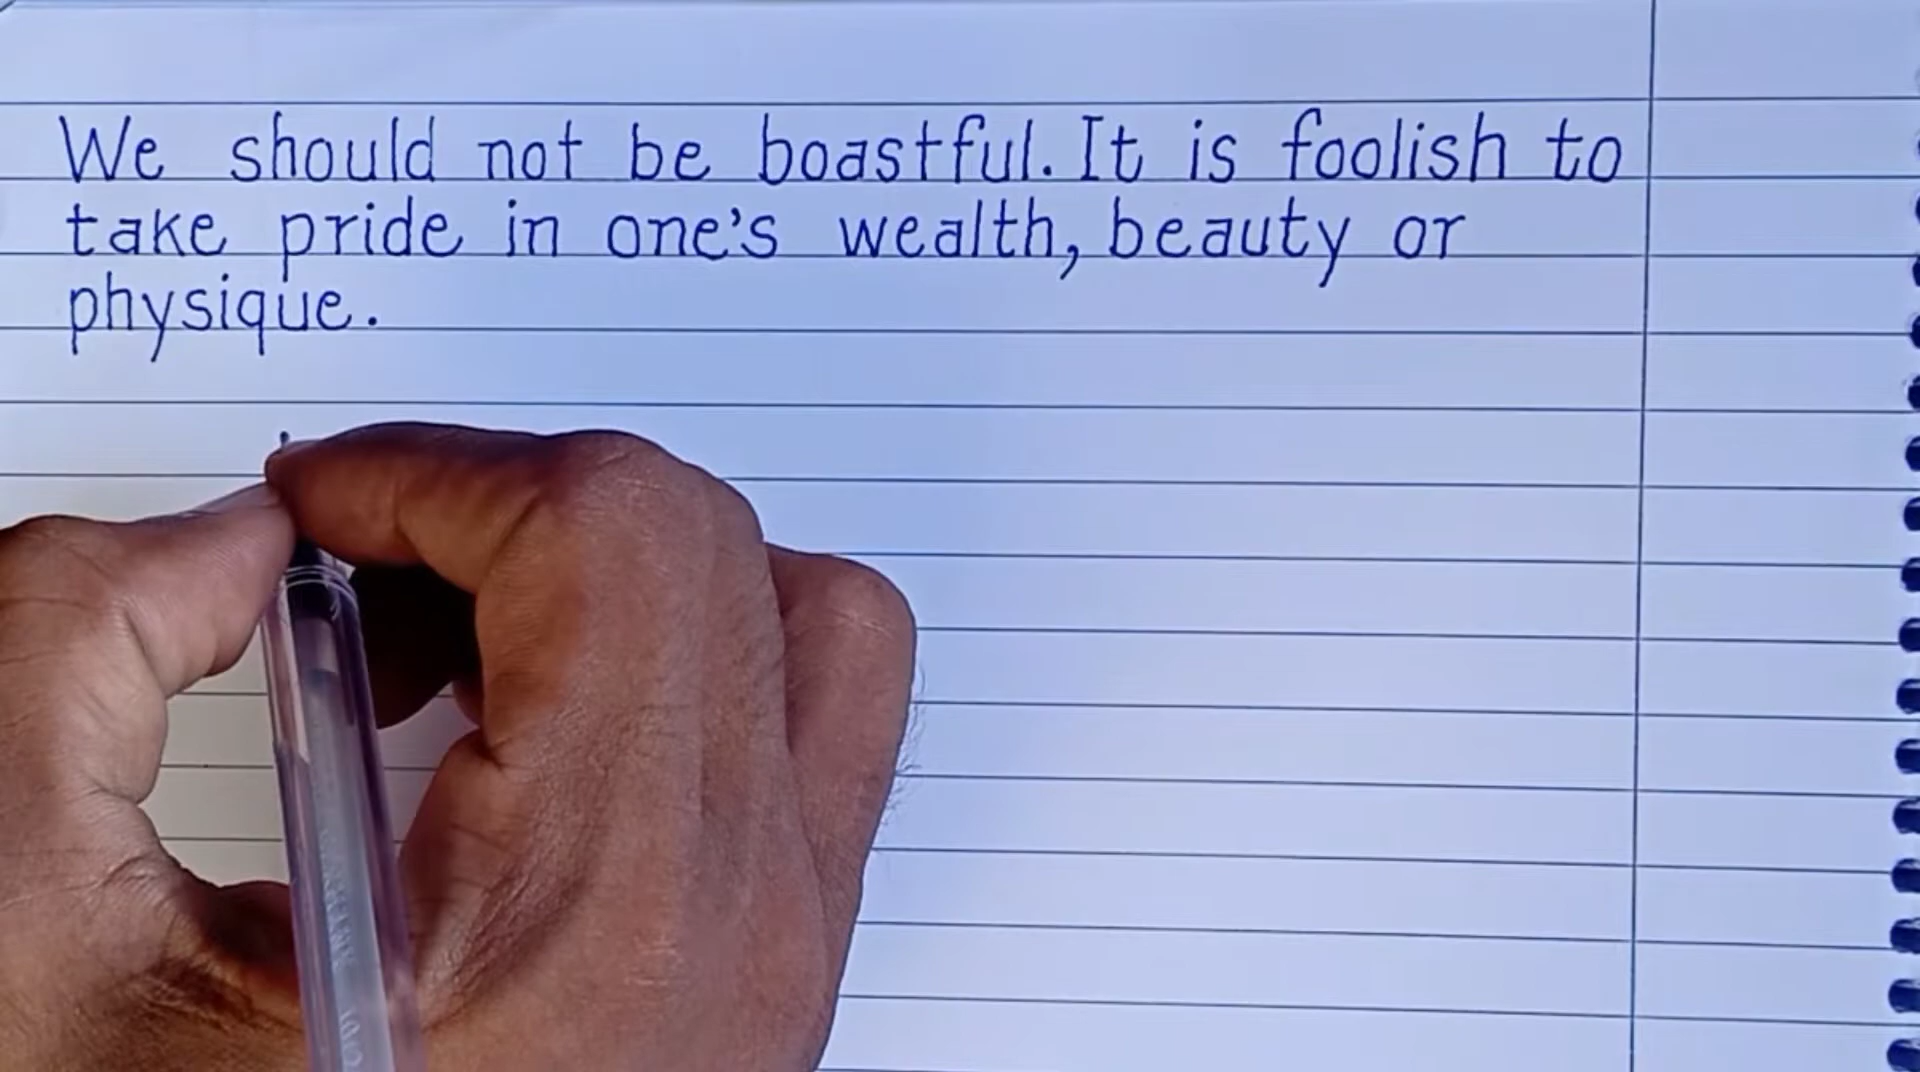 We should not be boastful. It is foolish to
take pride in one's wealth, beauty or
physique.